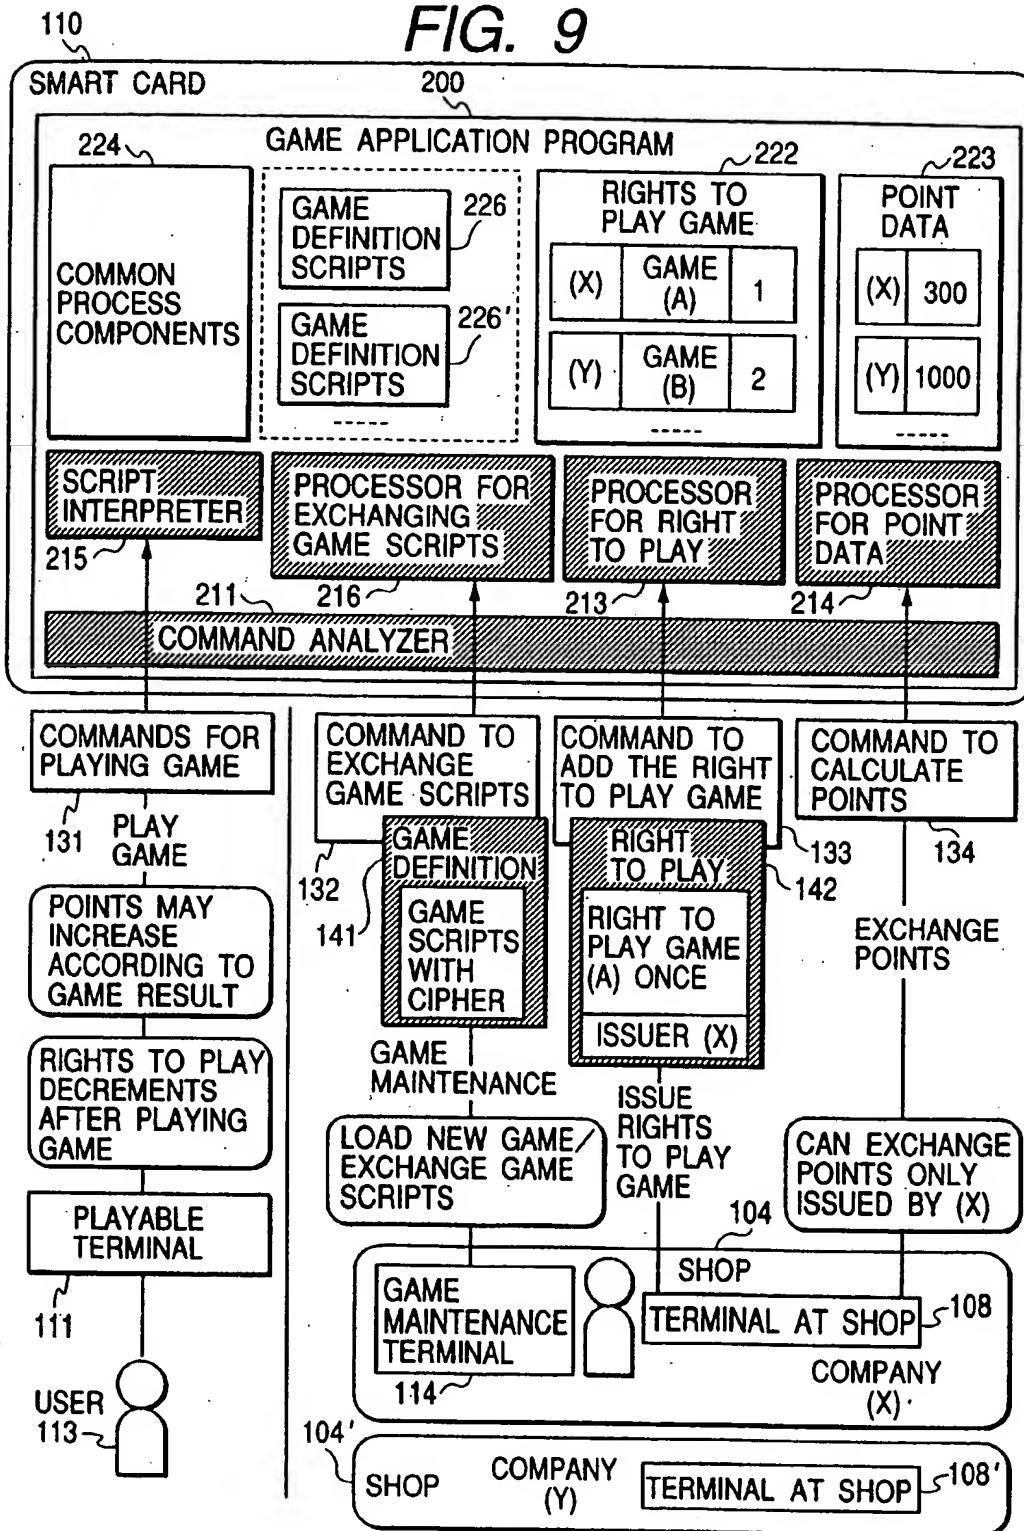 FIG. 9
110
SMART CARD
200
GAME APPLICATION PROGRAM
224
COMMON
PROCESS
COMPONENTS
GAME
DEFINITION
SCRIPTS
226
GAME
DEFINITION
SCRIPTS
226'
222
RIGHTS TO
PLAY GAME
(X) GAME (A) 1
(Y) GAME (B) 2
223
POINT
DATA
(X) 300
(Y) 1000
SCRIPT
INTERPRETER
215
PROCESSOR FOR
EXCHANGING
GAME SCRIPTS
216
PROCESSOR
FOR RIGHT
TO PLAY
213
PROCESSOR
FOR POINT
DATA
214
211
COMMAND ANALYZER
COMMANDS FOR
PLAYING GAME
131
PLAY
GAME
POINTS MAY
INCREASE
ACCORDING TO
GAME RESULT
RIGHTS TO PLAY
DECREMENTS
AFTER PLAYING
GAME
PLAYABLE
TERMINAL
111
USER
113
COMMAND TO
EXCHANGE
GAME SCRIPTS
132
GAME
DEFINITION
141
GAME
SCRIPTS
WITH
CIPHER
GAME
MAINTENANCE
LOAD NEW GAME/
EXCHANGE GAME
SCRIPTS
COMMAND TO
ADD THE RIGHT
TO PLAY GAME
133
RIGHT
TO PLAY
142
RIGHT TO
PLAY GAME
(A) ONCE
ISSUER (X)
ISSUE
RIGHTS
TO PLAY
GAME
COMMAND TO
CALCULATE
POINTS
134
EXCHANGE
POINTS
CAN EXCHANGE
POINTS ONLY
ISSUED BY (X)
104
SHOP
GAME
MAINTENANCE
TERMINAL
114
TERMINAL AT SHOP
108
COMPANY
(X)
104'
SHOP
COMPANY
(Y)
TERMINAL AT SHOP
108'